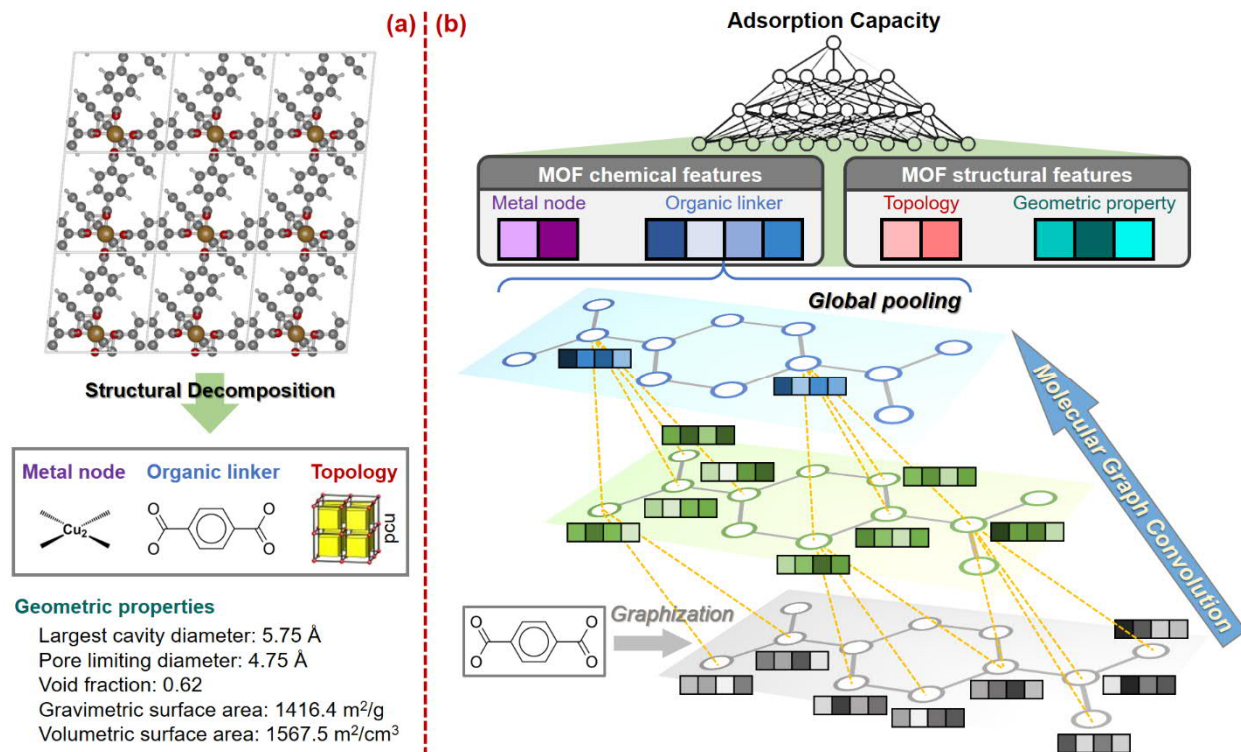 (a)
Structural Decomposition
Metal node
Organic linker
Topology
Cu2
O
O
O
O
pcu
Geometric properties
Largest cavity diameter: 5.75 Å
Pore limiting diameter: 4.75 Å
Void fraction: 0.62
Gravimetric surface area: 1416.4 m²/g
Volumetric surface area: 1567.5 m²/cm³
(b)
Adsorption Capacity
MOF chemical features
Metal node
Organic linker
MOF structural features
Topology
Geometric property
Global pooling
Molecular Graph Convolution
Graphization
O
O
O
O